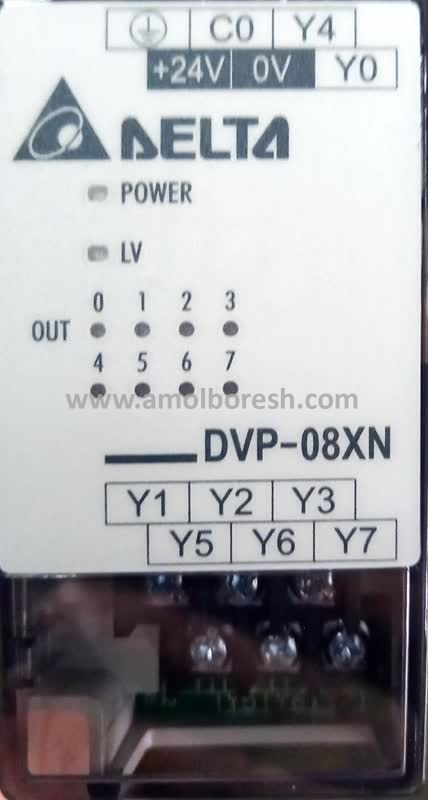 C0 Y4
+24V 0V Y0
DELTA
POWER
LV
0 1 2 3
OUT
4 5 6 7
www.amolboresh.com
DVP-08XN
Y1 Y2 Y3
Y5 Y6 Y7